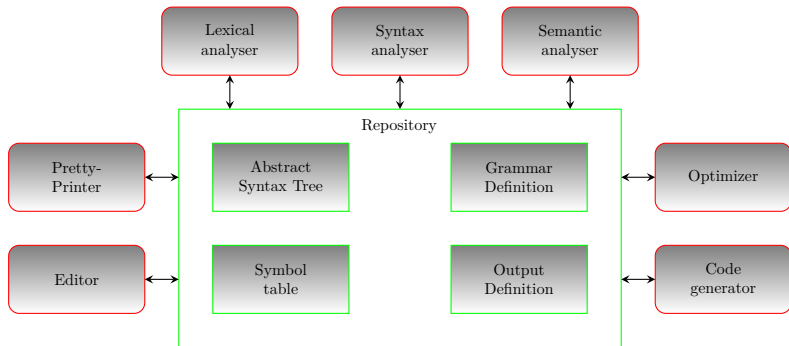 Lexical
analyser
Syntax
analyser
Semantic
analyser
Repository
Pretty-
Printer
Abstract
Syntax Tree
Grammar
Definition
Optimizer
Editor
Symbol
table
Output
Definition
Code
generator